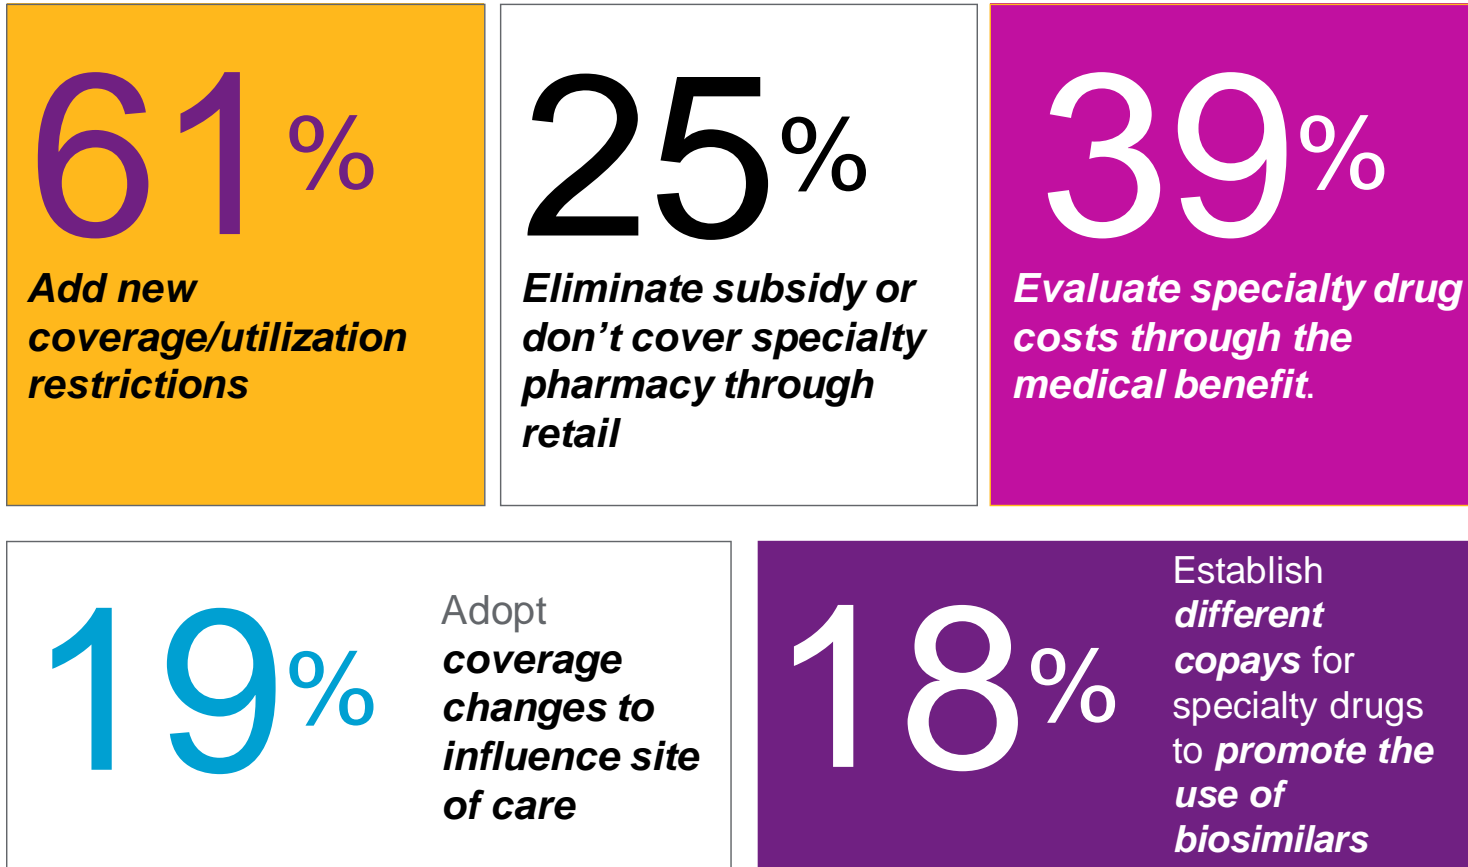 61%
Add new
coverage/utilization
restrictions
25%
Eliminate subsidy or
don’t cover specialty
pharmacy through
retail
39%
Evaluate specialty drug
costs through the
medical benefit.
19%
Adopt
coverage
changes to
influence site
of care
18%
Establish
different
copays for
specialty drugs
to promote the
use of
biosimilars